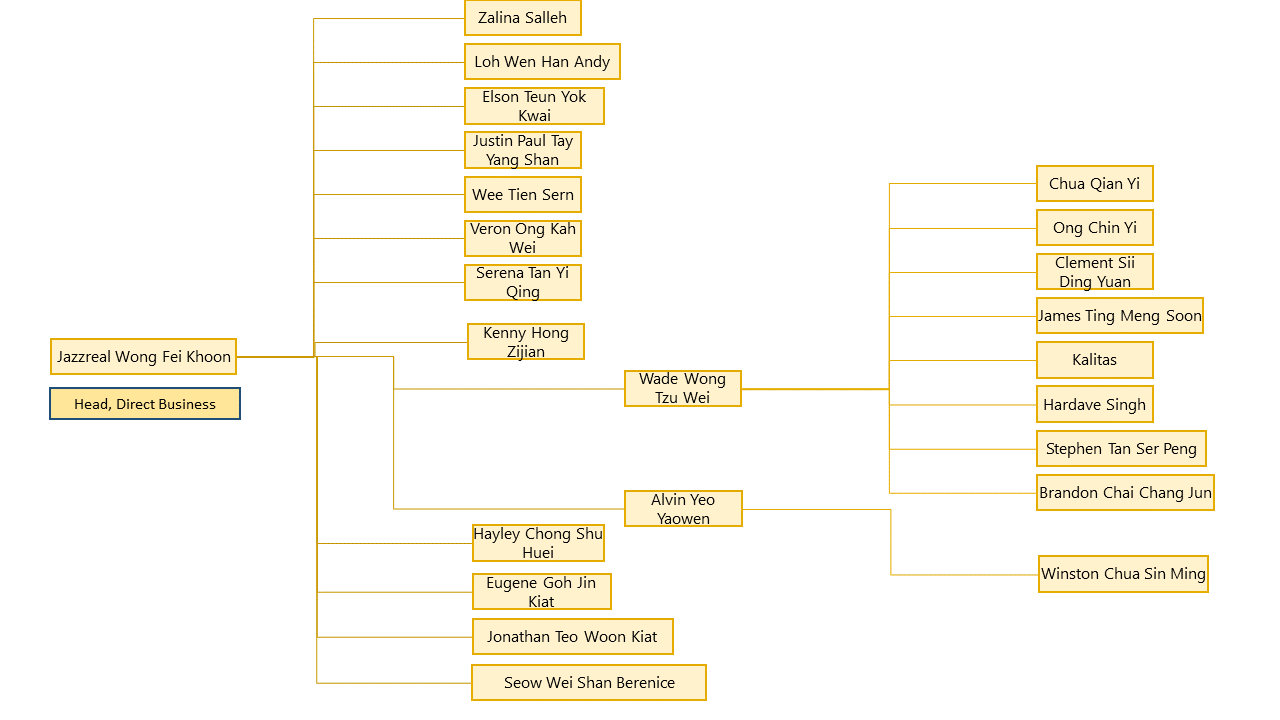 Zalina Salleh
Loh Wen Han Andy
Elson Teun Yok
Kwai
Justin Paul Tay
Yang Shan
Wee Tien Sern
Veron Ong Kah
Wei
Serena Tan Yi
Qing
Kenny Hong
Zijian
Jazzreal Wong Fei Khoon
Head, Direct Business
Wade Wong
Tzu Wei
Alvin Yeo
Yaowen
Hayley Chong Shu
Huei
Eugene Goh Jin
Kiat
Jonathan Teo Woon Kiat
Seow Wei Shan Berenice
Chua Qian Yi
Ong Chin Yi
Clement Sii
Ding Yuan
James Ting Meng Soon
Kalitas
Hardave Singh
Stephen Tan Ser Peng
Brandon Chai Chang Jun
Winston Chua Sin Ming